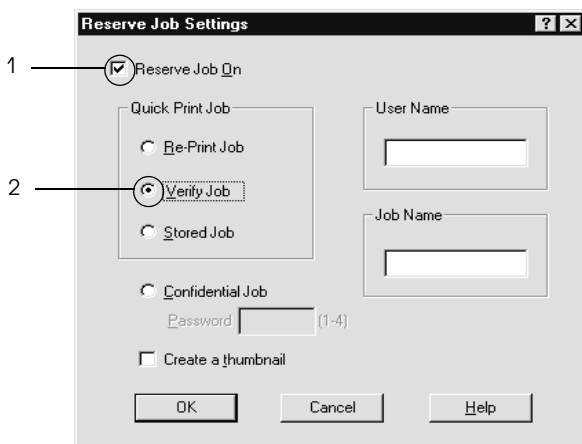 Reserve Job Settings
? ×
1
Reserve Job On
Quick Print Job
User Name
Re-Print Job
2
Verify Job
Job Name
Stored Job
Confidential Job
Password (1-4)
Create a thumbnail
OK Cancel Help